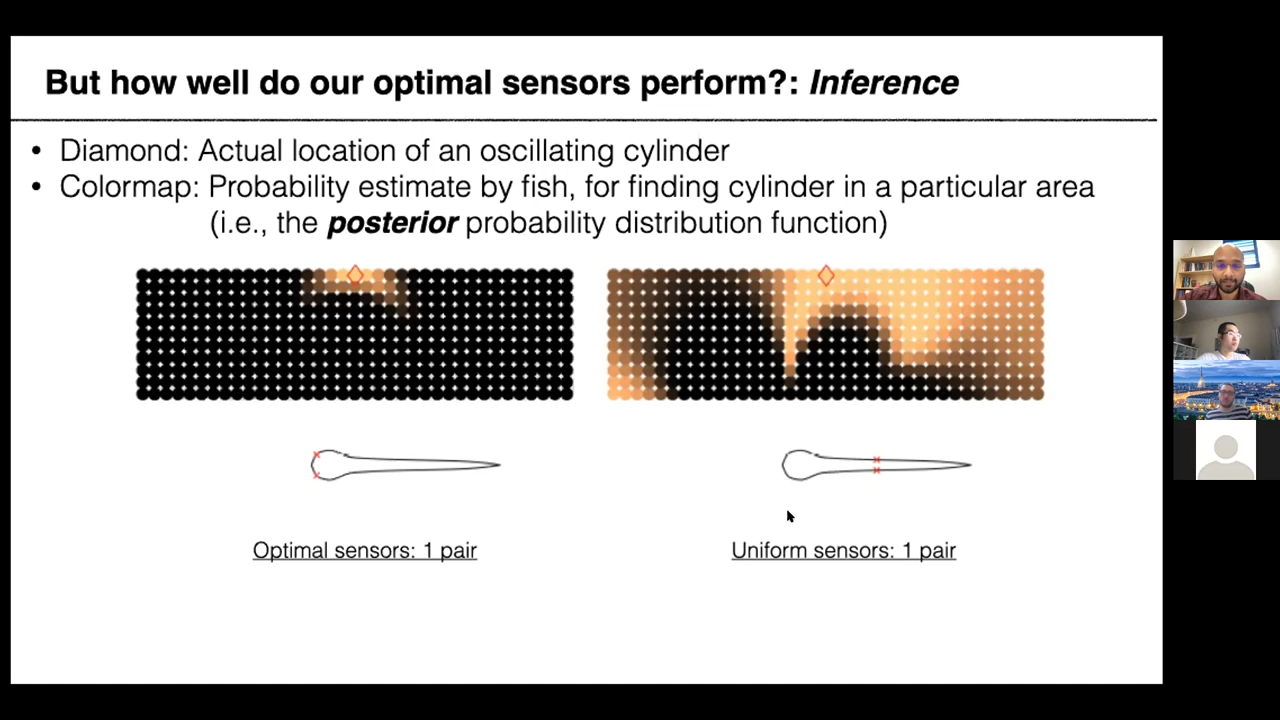 But how well do our optimal sensors perform?: Inference
• Diamond: Actual location of an oscillating cylinder
• Colormap: Probability estimate by fish, for finding cylinder in a particular area
(i.e., the posterior probability distribution function)
Optimal sensors: 1 pair
Uniform sensors: 1 pair